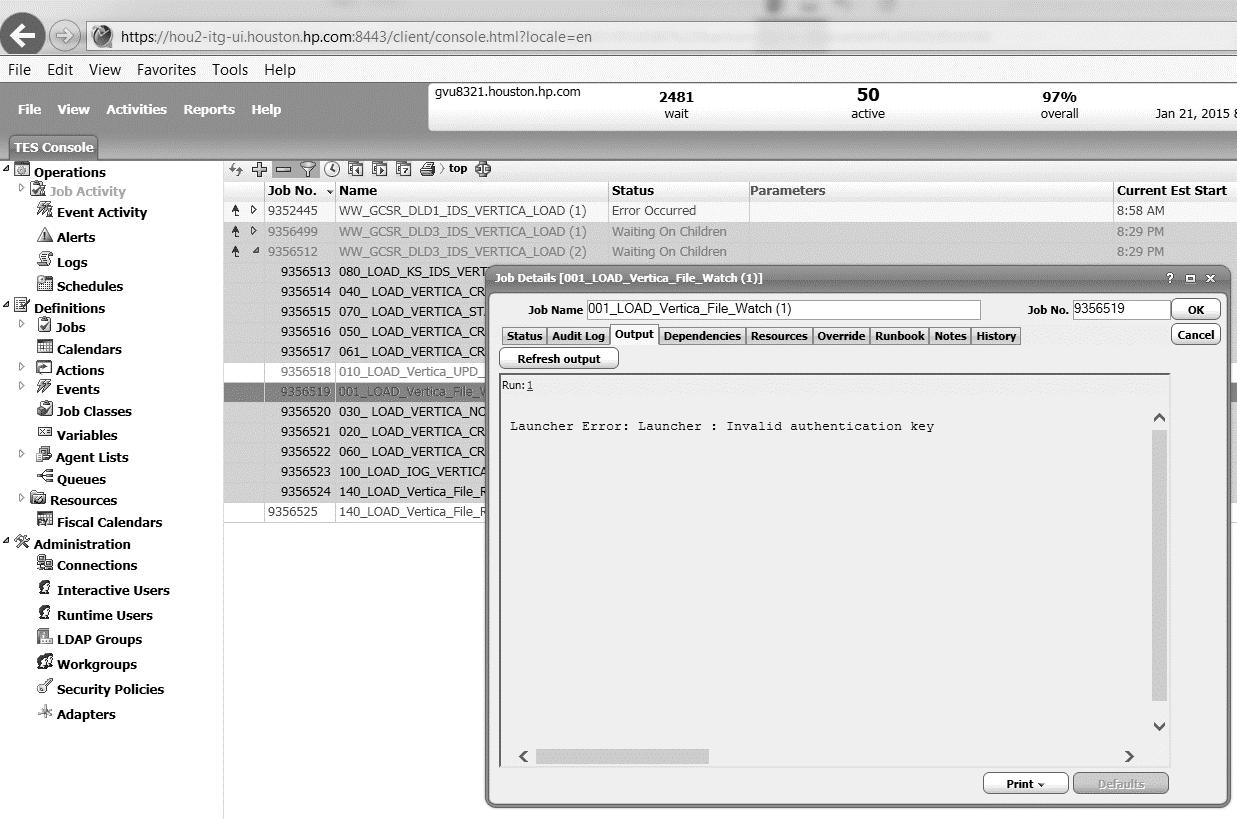 https://hou2-itg-ui.houston.hp.com:8443/client/console.html?locale=en
File Edit View Favorites Tools Help
File View Activities Reports Help
gvu8321.houston.hp.com
2481 50 97%
wait active overall Jan 21, 2015 8
TES Console
Operations
Job Activity
Event Activity
Alerts
Logs
Schedules
Definitions
Jobs
Calendars
Actions
Events
Job Classes
Variables
Agent Lists
Queues
Resources
Fiscal Calendars
Administration
Connections
Interactive Users
Runtime Users
LDAP Groups
Workgroups
Security Policies
Adapters
top
Job No. Name Status Parameters Current Est Start
9352445 WW_GCSR_DLD1_IDS_VERTICA_LOAD (1) Error Occurred 8:58 AM
9356499 WW_GCSR_DLD3_IDS_VERTICA_LOAD (1) Waiting On Children 8:29 PM
9356512 WW_GCSR_DLD3_IDS_VERTICA_LOAD (2) Waiting On Children 8:29 PM
9356513 080_LOAD_KS_IDS_VERT
9356514 040_ LOAD_VERTICA_CR
9356515 070_ LOAD_VERTICA_ST
9356516 050_ LOAD_VERTICA_CR
9356517 061_ LOAD_VERTICA_CR
9356518 010_LOAD_Vertica_UPD_
9356519 001_LOAD_Vertica_File_W
9356520 030_ LOAD_VERTICA_NO
9356521 020_ LOAD_VERTICA_CR
9356522 060_ LOAD_VERTICA_CR
9356523 100_LOAD_IOG_VERTICA
9356524 140_LOAD_Vertica_File_R
9356525 140_LOAD_Vertica_File_R
Job Details [001_LOAD_Vertica_File_Watch (1)]
Job Name 001_LOAD_Vertica_File_Watch (1) Job No. 9356519 OK
Status Audit Log Output Dependencies Resources Override Runbook Notes History Cancel
Refresh output
Run:1
Launcher Error: Launcher : Invalid authentication key
Print Defaults